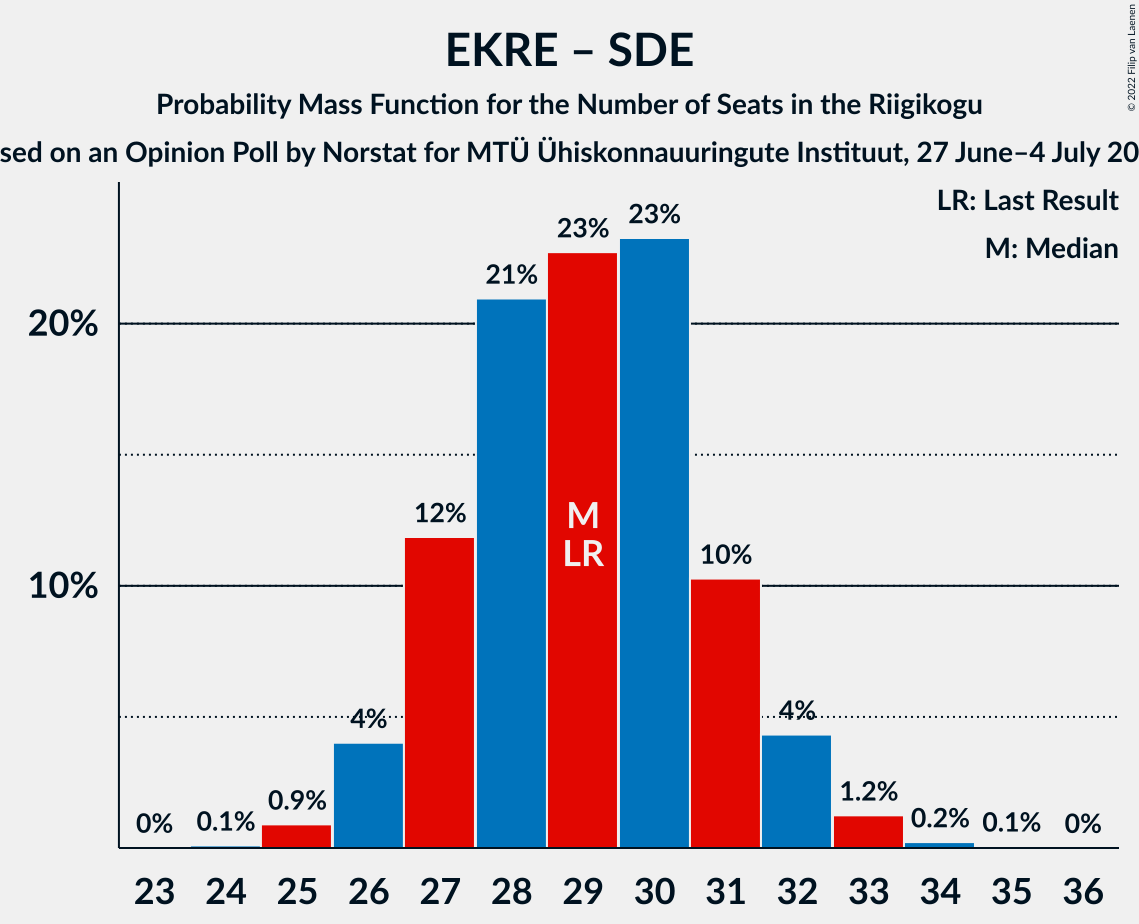 EKRE – SDE
Probability Mass Function for the Number of Seats in the Riigikogu
sed on an Opinion Poll by Norstat for MTÜ Ühiskonnauuringute Instituut, 27 June–4 July 20
© 2022 Filip van Laenen
LR: Last Result
M: Median
20%
10%
0%
0.1%
0.9%
4%
12%
21%
23%
23%
10%
4%
1.2%
0.2%
0.1%
0%
M
LR
23 24 25 26 27 28 29 30 31 32 33 34 35 36